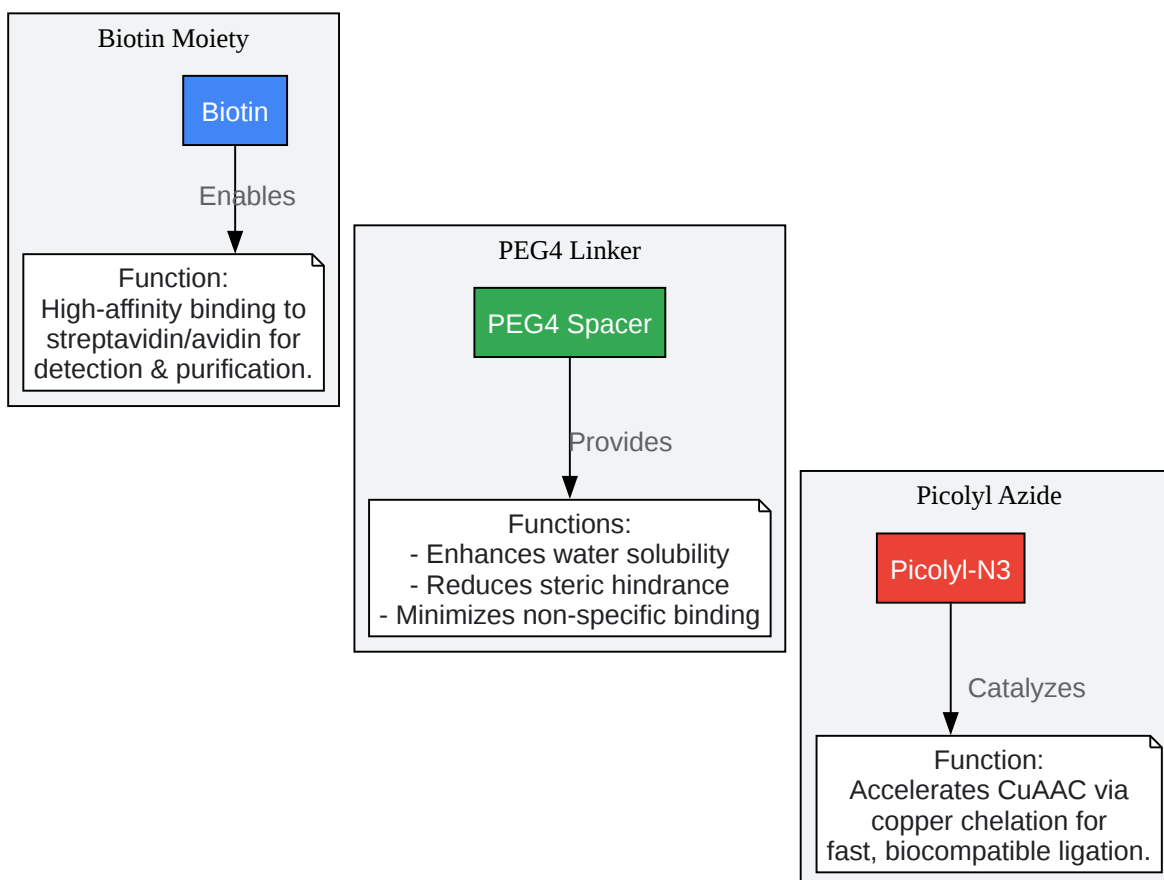 Biotin Moiety
Biotin
Enables
Function:
High-affinity binding to
streptavidin/avidin for
detection & purification.
PEG4 Linker
PEG4 Spacer
Provides
Functions:
- Enhances water solubility
- Reduces steric hindrance
- Minimizes non-specific binding
Picolyl Azide
Picolyl-N3
Catalyzes
Function:
Accelerates CuAAC via
copper chelation for
fast, biocompatible ligation.